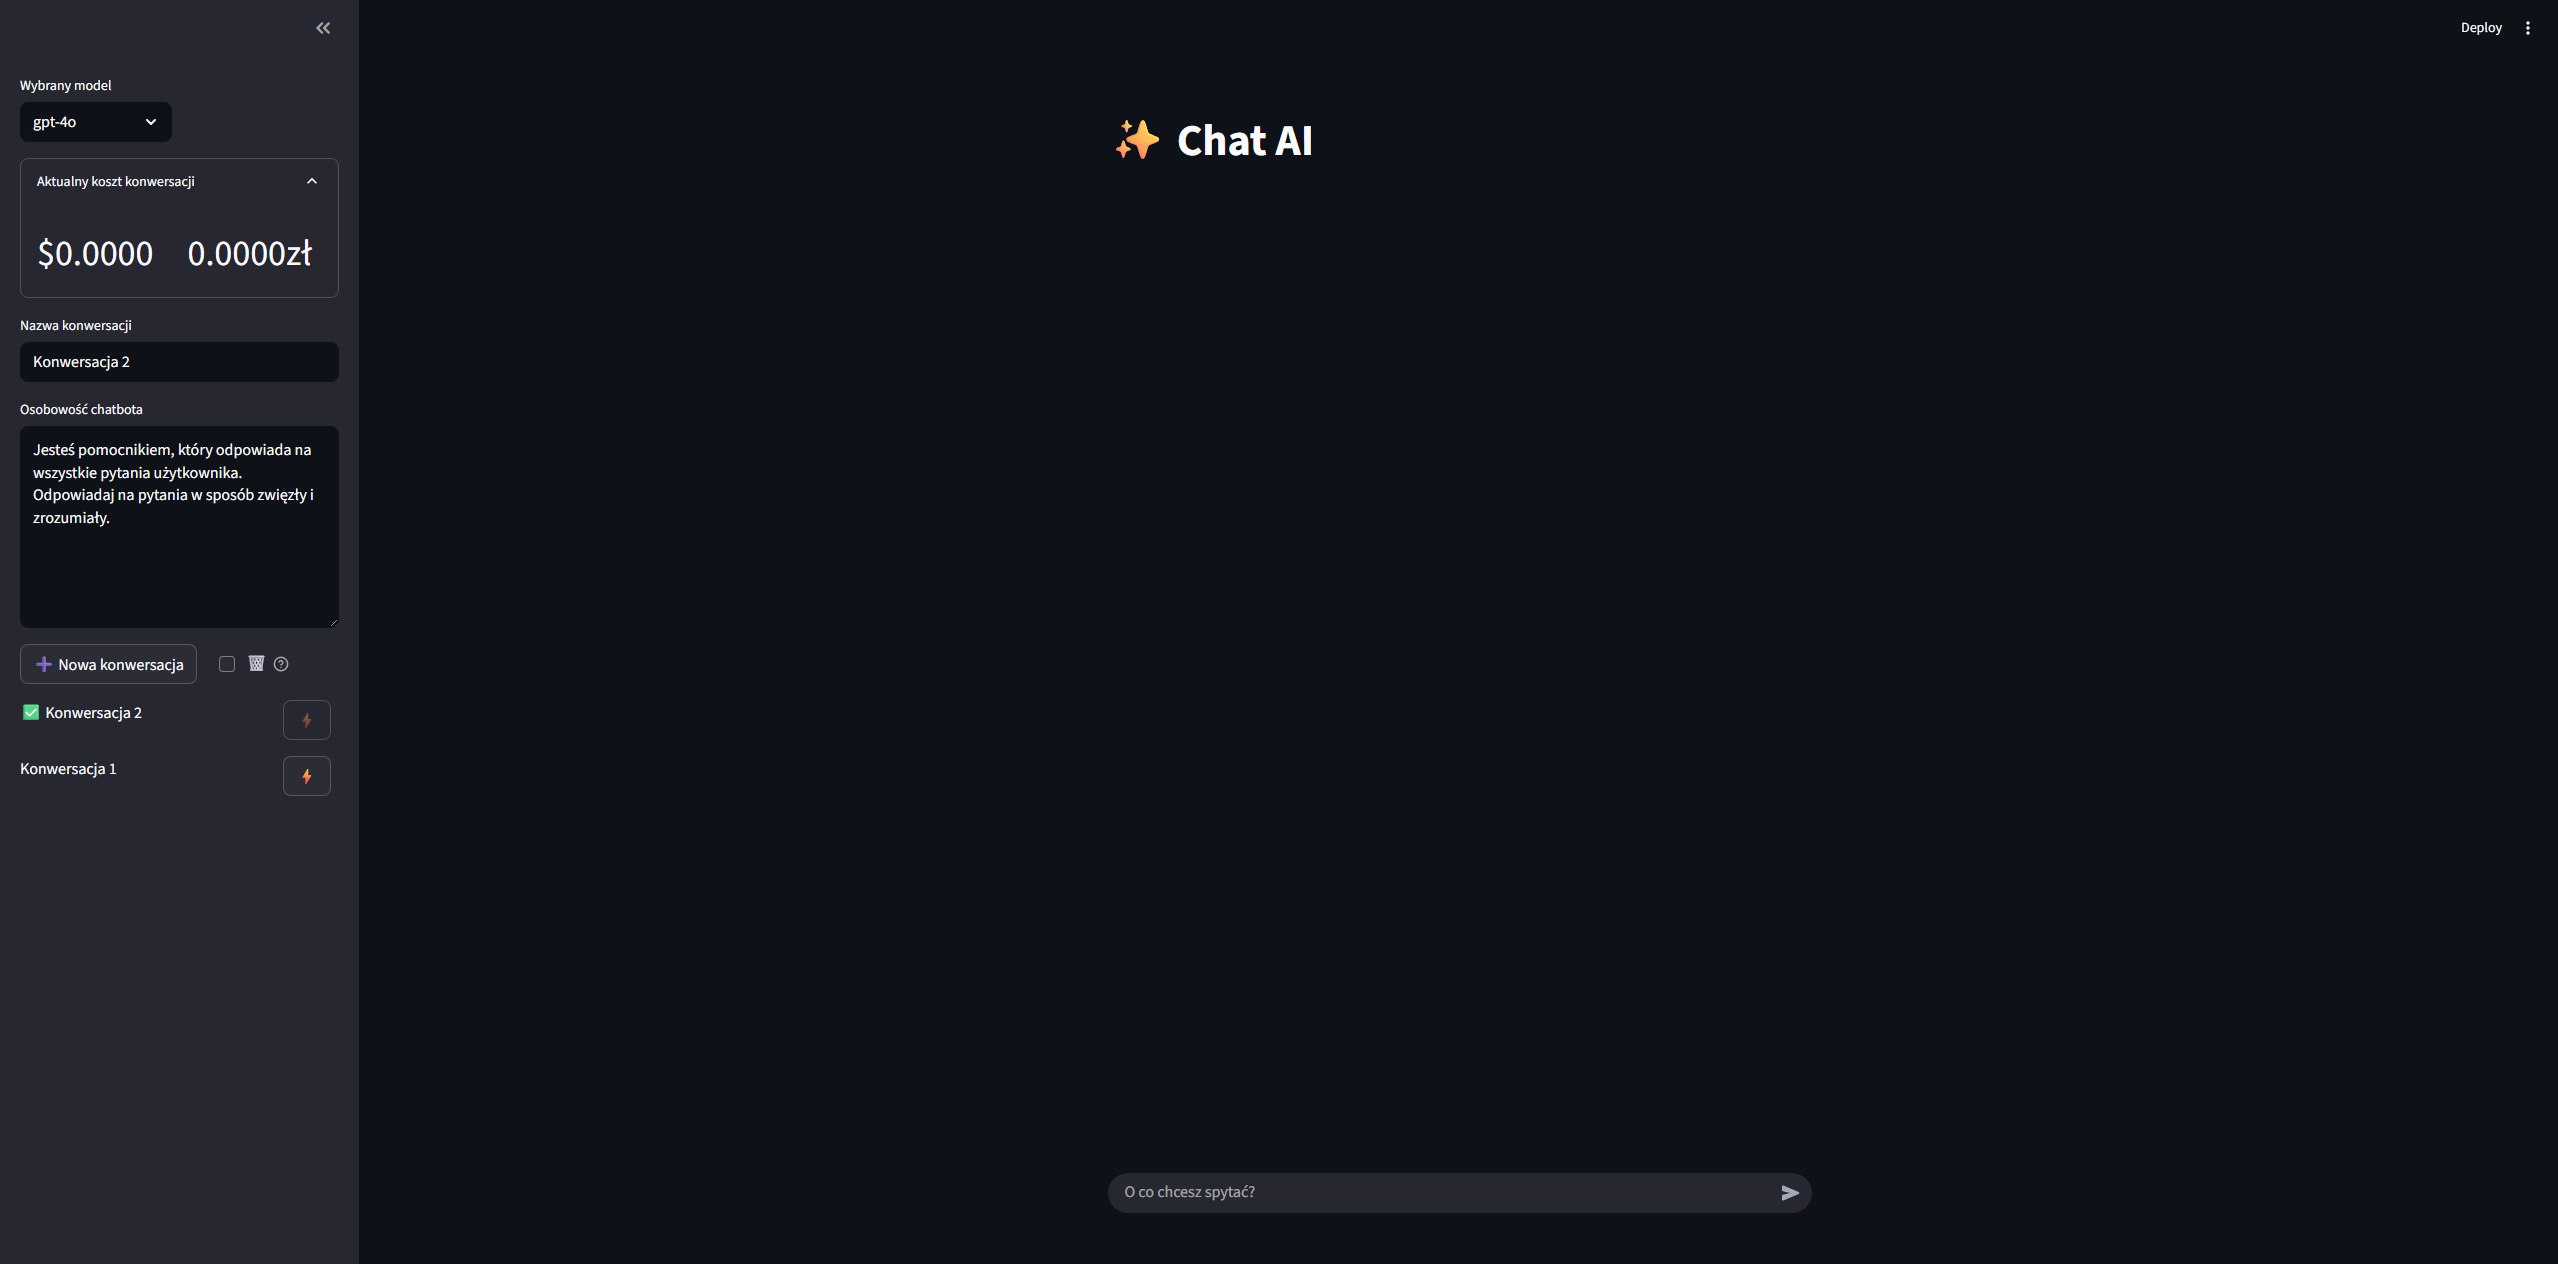 Deploy
Wybrany model
gpt-4o
Aktualny koszt konwersacji
$0.0000 0.0000zł
Nazwa konwersacji
Konwersacja 2
Osobowość chatbota
Jesteś pomocnikiem, który odpowiada na
wszystkie pytania użytkownika.
Odpowiadaj na pytania w sposób zwięzły i
zrozumiały.
Nowa konwersacja
Konwersacja 2
Konwersacja 1
Chat AI
O co chcesz spytać?